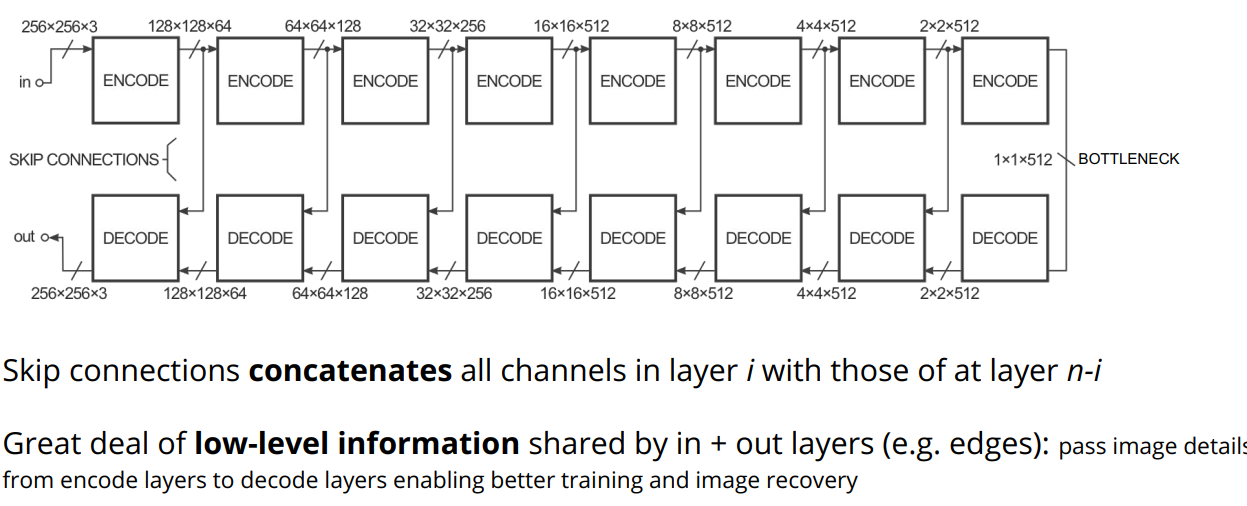 256×256×3 128×128×64 64×64×128 32×32×256 16×16×512 8×8×512 4×4×512 2×2×512
in ENCODE ENCODE ENCODE ENCODE ENCODE ENCODE ENCODE ENCODE
SKIP CONNECTIONS 1×1×512 BOTTLENECK
out DECODE DECODE DECODE DECODE DECODE DECODE DECODE DECODE
256×256×3 128×128×64 64×64×128 32×32×256 16×16×512 8×8×512 4×4×512 2×2×512
Skip connections concatenates all channels in layer i with those of at layer n-i
Great deal of low-level information shared by in + out layers (e.g. edges): pass image details
from encode layers to decode layers enabling better training and image recovery